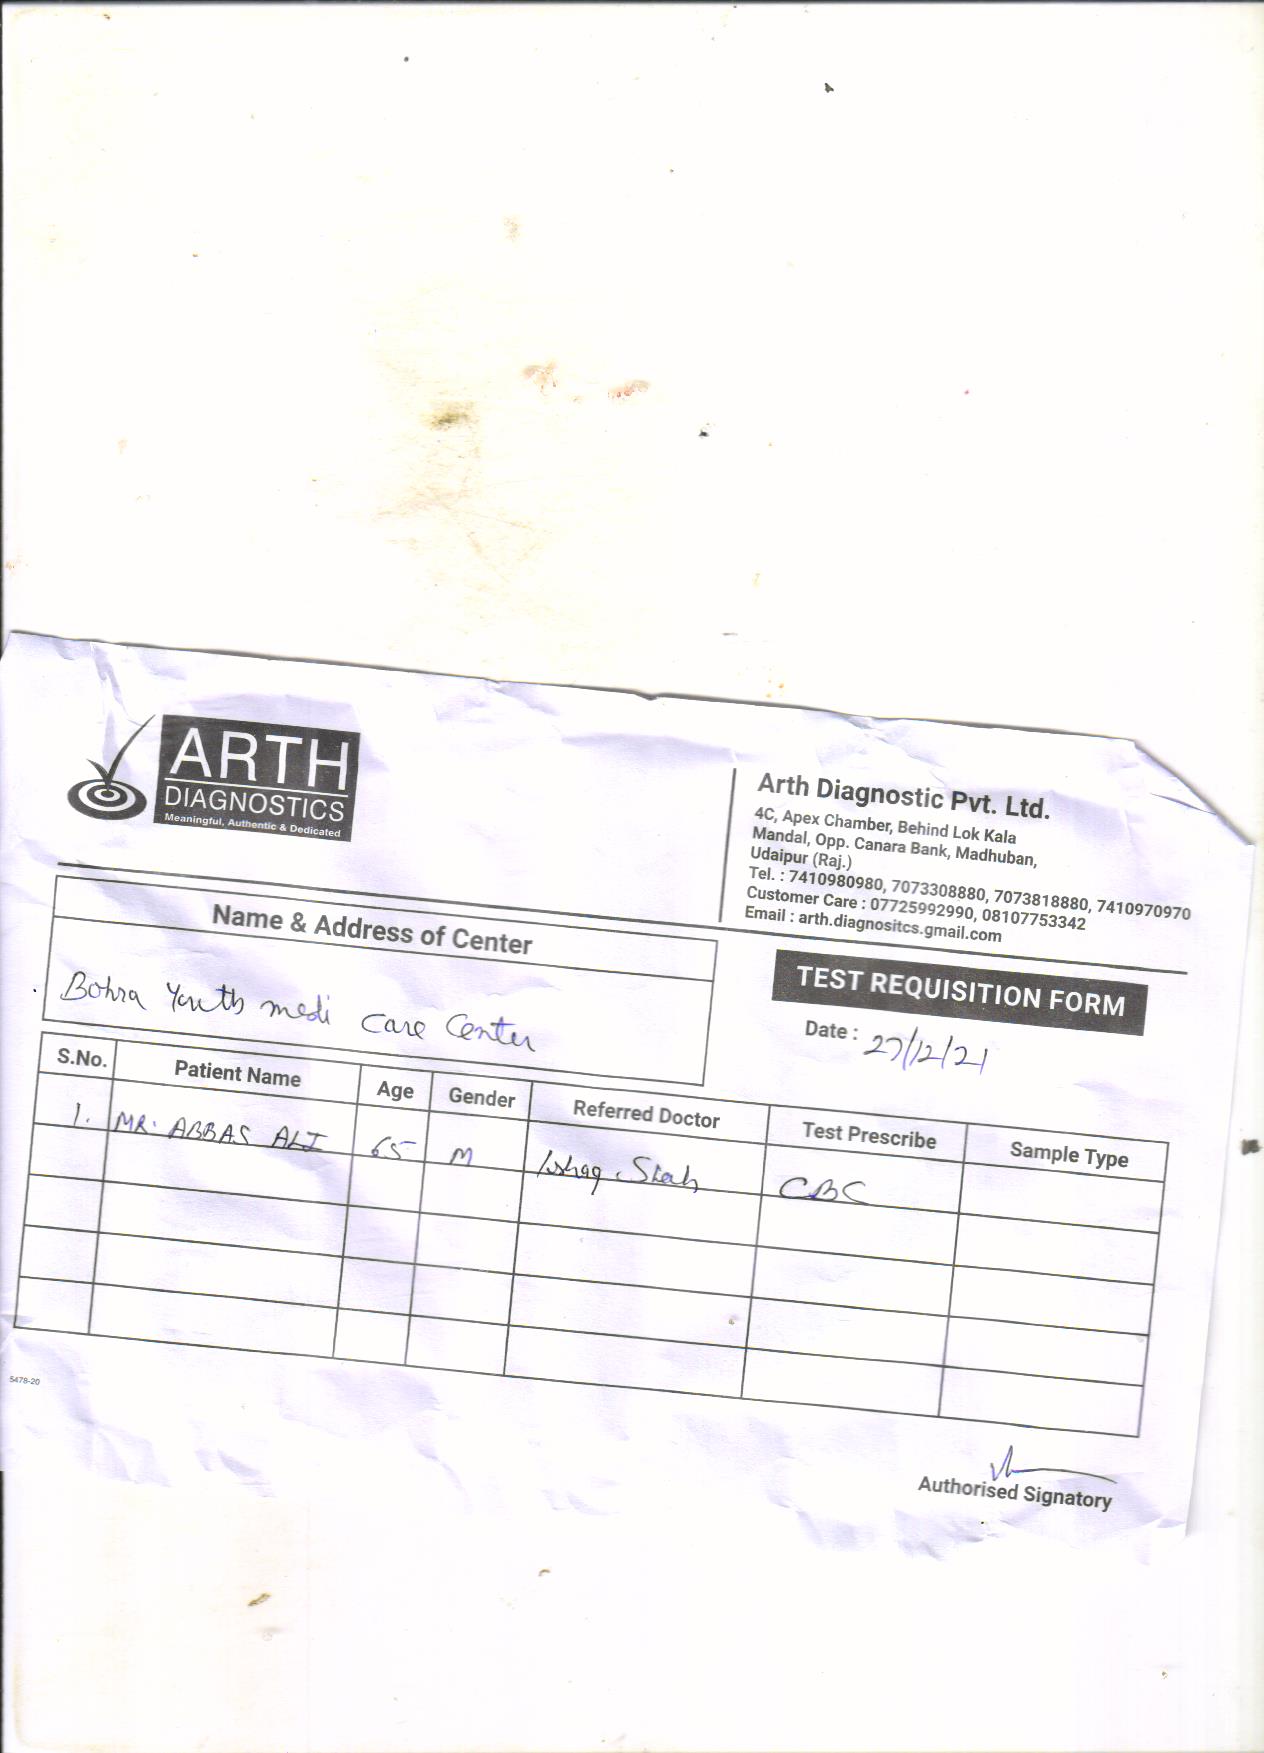 ARTH
DIAGNOSTICS
Meaningful, Authentic & Dedicated
Arth Diagnostic Pvt. Ltd.
4C, Apex Chamber, Behind Lok Kala
Mandal, Opp. Canara Bank, Madhuban,
Udaipur (Raj.)
Tel. : 7410980980, 7073308880, 7073818880, 7410970970
Customer Care : 07725992990, 08107753342
Email : arth.diagnositcs.gmail.com
Name & Address of Center
Bohra Youth medi care Center
TEST REQUISITION FORM
Date : 27/12/21
S.No. Patient Name Age Gender Referred Doctor Test Prescribe Sample Type
1. MR. ABBAS ALI 65 M Ishaq . Shah CBC
5478-20
Authorised Signatory